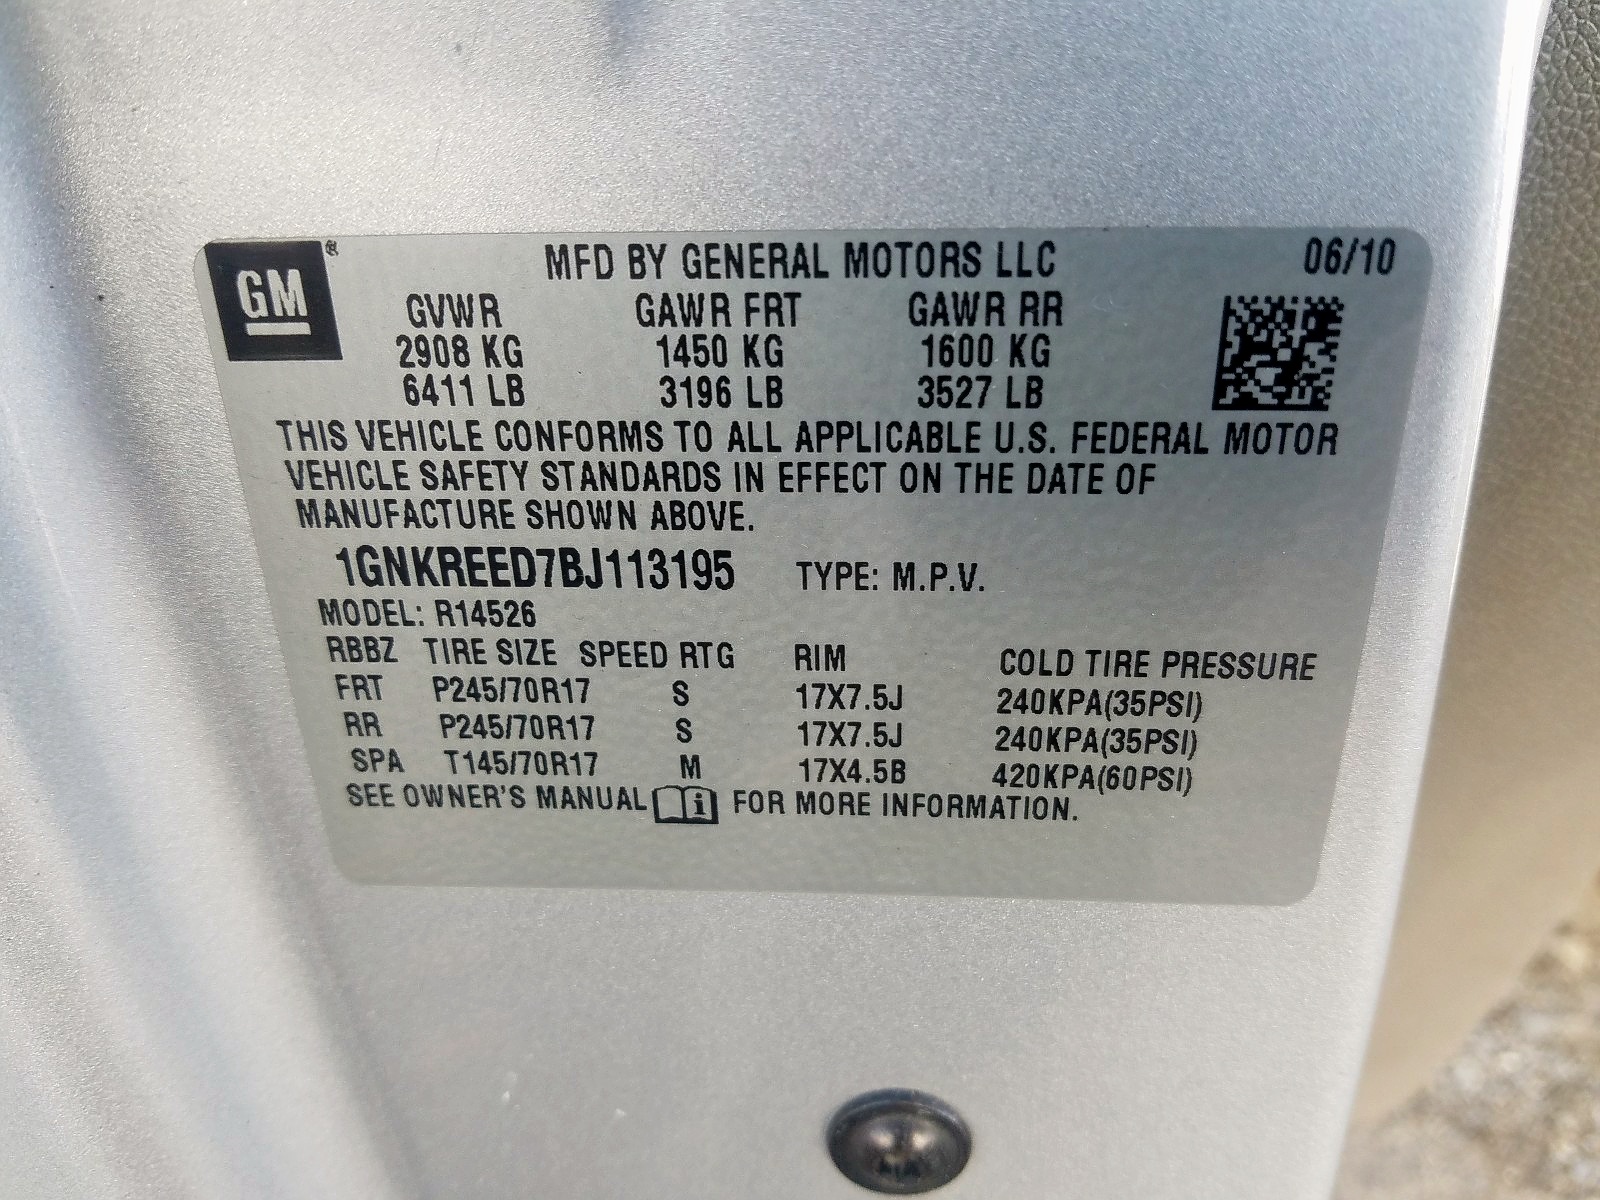 GM ® MFD BY GENERAL MOTORS LLC 06/10
GVWR GAWR FRT GAWR RR
2908 KG 1450 KG 1600 KG
6411 LB 3196 LB 3527 LB
THIS VEHICLE CONFORMS TO ALL APPLICABLE U.S. FEDERAL MOTOR
VEHICLE SAFETY STANDARDS IN EFFECT ON THE DATE OF
MANUFACTURE SHOWN ABOVE.
1GNKREED7BJ113195 TYPE: M.P.V.
MODEL: R14526
RBBZ TIRE SIZE SPEED RTG RIM COLD TIRE PRESSURE
FRT P245/70R17 S 17X7.5J 240KPA(35PSI)
RR P245/70R17 S 17X7.5J 240KPA(35PSI)
SPA T145/70R17 M 17X4.5B 420KPA(60PSI)
SEE OWNER'S MANUAL i FOR MORE INFORMATION.